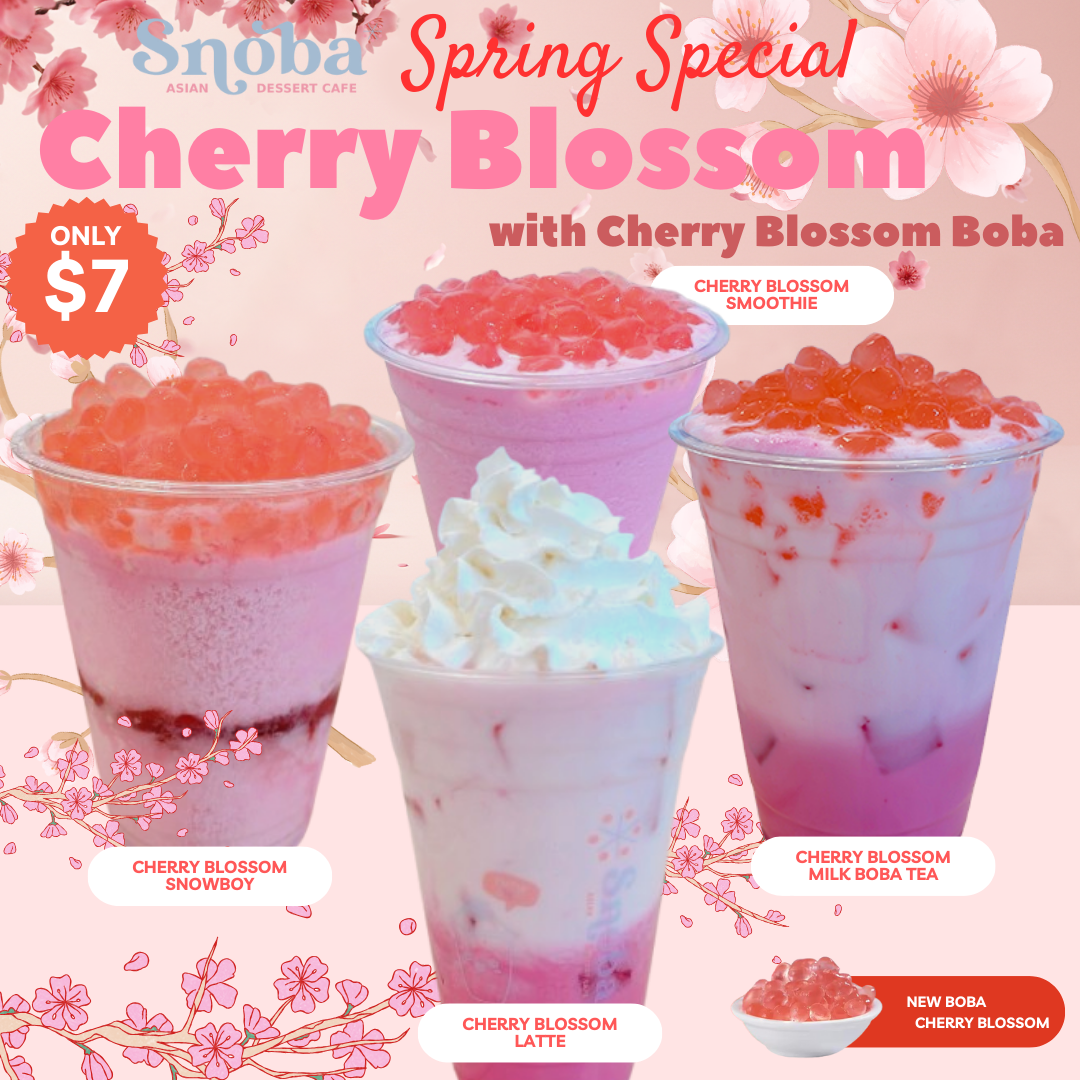 Snoba
ASIAN DESSERT CAFE
Spring Special
Cherry Blossom
with Cherry Blossom Boba
ONLY
$7
CHERRY BLOSSOM
SMOOTHIE
CHERRY BLOSSOM
SNOWBOY
CHERRY BLOSSOM
MILK BOBA TEA
CHERRY BLOSSOM
LATTE
NEW BOBA
CHERRY BLOSSOM